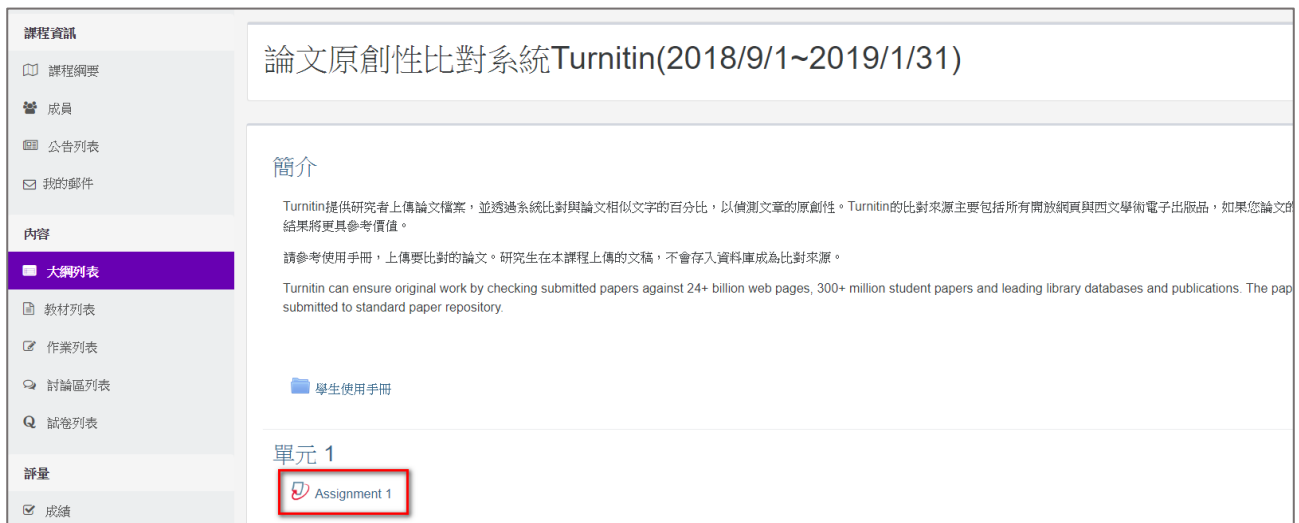 課程資訊
課程綱要
成員
公告列表
我的郵件
內容
大綱列表
教材列表
作業列表
討論區列表
試卷列表
評量
成績
論文原創性比對系統Turnitin(2018/9/1~2019/1/31)
簡介
Turnitin提供研究者上傳論文檔案，並透過系統比對與論文相似文字的百分比，以偵測文章的原創性。Turnitin的比對來源主要包括所有開放網頁與西文學術電子出版品，如果您論文的
結果將更具參考價值。
請參考使用手冊，上傳要比對的論文。研究生在本課程上傳的文稿，不會存入資料庫成為比對來源。
Turnitin can ensure original work by checking submitted papers against 24+ billion web pages, 300+ million student papers and leading library databases and publications. The pap
submitted to standard paper repository.
學生使用手冊
單元 1
Assignment 1